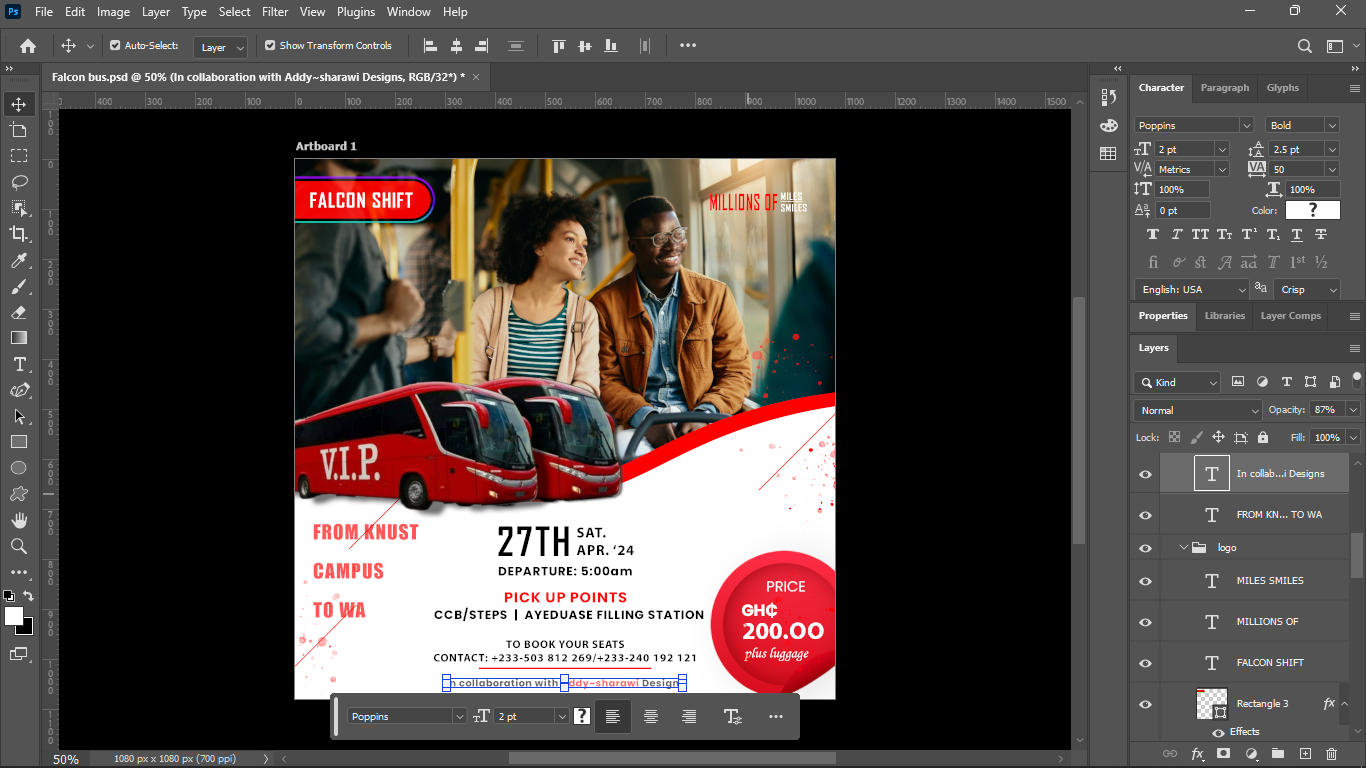 Ps File Edit Image Layer Type Select Filter View Plugins Window Help
Auto-Select: Layer Show Transform Controls
Falcon bus.psd @ 50% (In collaboration with Addy~sharawi Designs, RGB/32*) *
400 300 200 100 0 100 200 300 400 500 600 700 800 900 1000 1100 1200 1300 1400 1500
Artboard 1
FALCON SHIFT
MILLIONS OF MILES SMILES
V.I.P.
FROM KNUST
CAMPUS
TO WA
27TH SAT.
APR. ‘24
DEPARTURE: 5:00am
PICK UP POINTS
CCB/STEPS | AYEDUASE FILLING STATION
TO BOOK YOUR SEATS
CONTACT: +233-503 812 269/+233-240 192 121
In collaboration with Addy~sharawi Designs
PRICE
GH₵
200.00
plus luggage
Poppins 2 pt ?
50% 1080 px x 1080 px (700 ppi)
Character Paragraph Glyphs
Poppins Bold
2 pt 2.5 pt
Metrics 50
100% 100%
0 pt Color: ?
English: USA Crisp
Properties Libraries Layer Comps
Layers
Kind
Normal Opacity: 87%
Lock: Fill: 100%
In collab...i Designs
FROM KN... TO WA
logo
MILES SMILES
MILLIONS OF
FALCON SHIFT
Rectangle 3 fx
Effects